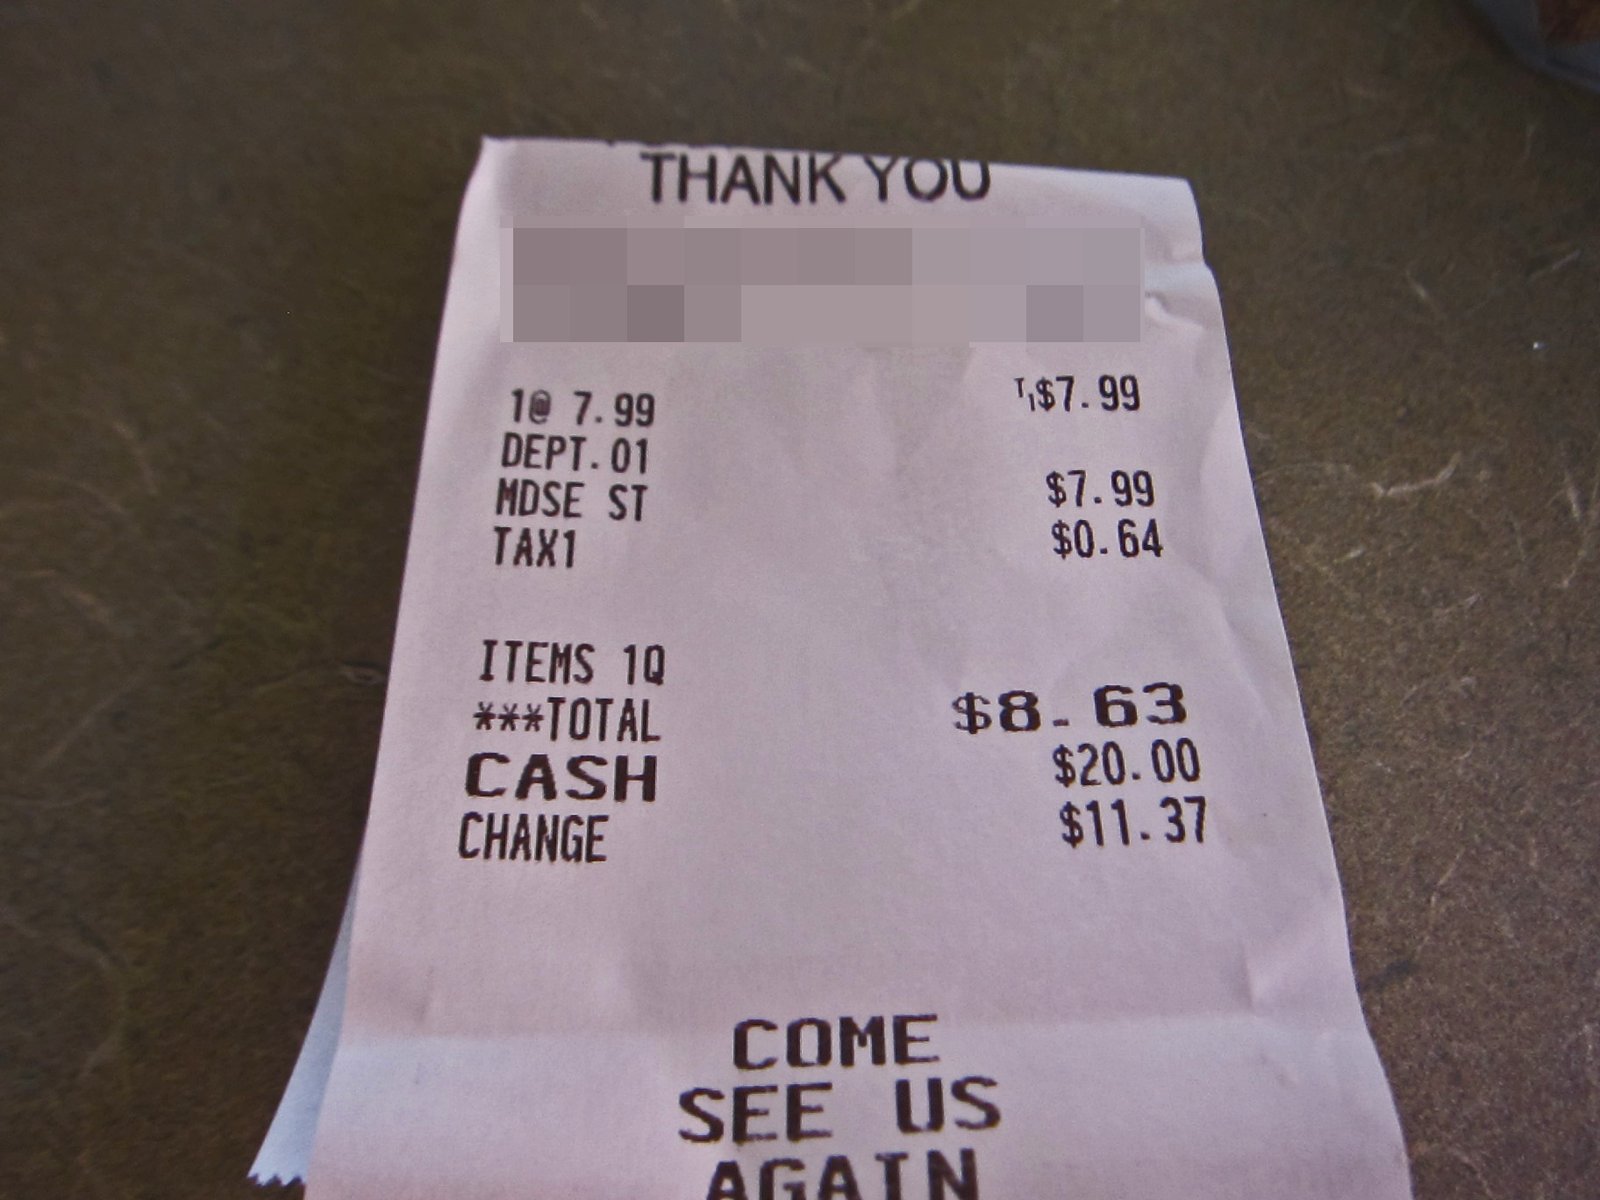 THANK YOU
1@ 7.99 T1$7.99
DEPT.01
MDSE ST $7.99
TAX1 $0.64
ITEMS 1Q
***TOTAL $8.63
CASH $20.00
CHANGE $11.37
COME
SEE US
AGAIN